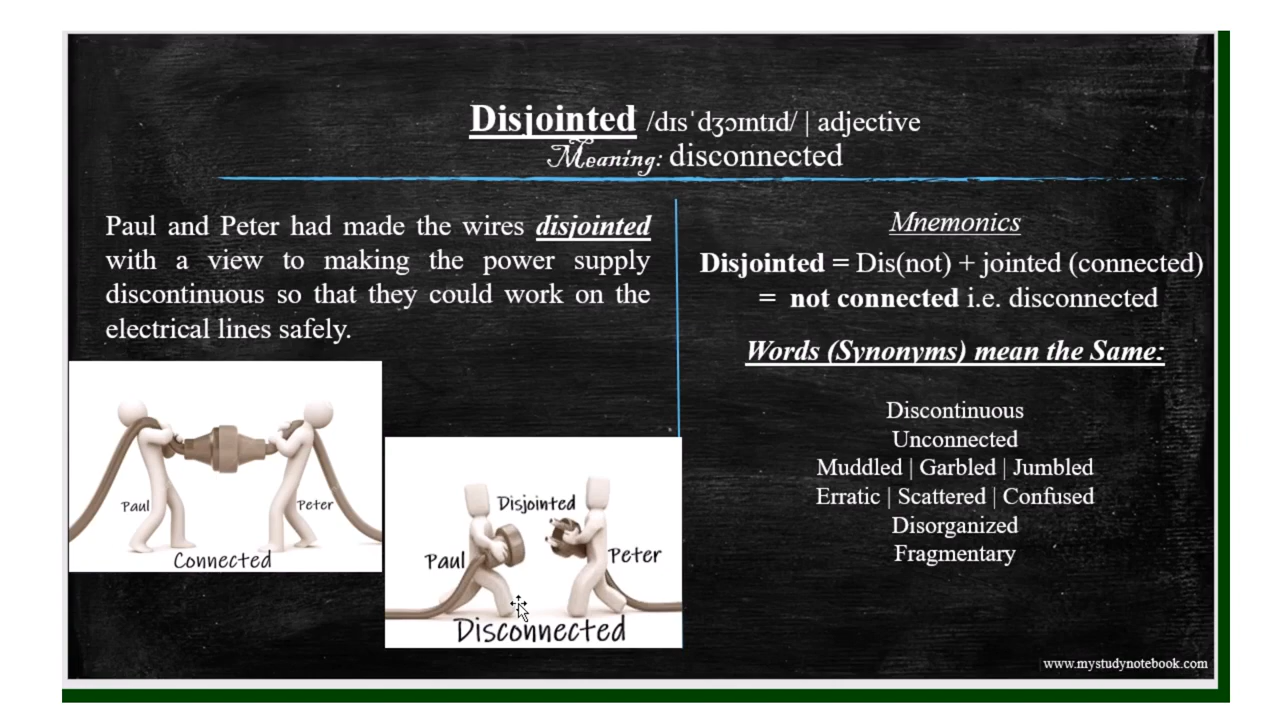 Disjointed /dɪsˈdʒɔɪntɪd/ | adjective
Meaning: disconnected
Paul and Peter had made the wires disjointed
with a view to making the power supply
discontinuous so that they could work on the
electrical lines safely.
Paul
Peter
Connected
Disjointed
Paul
Peter
Disconnected
Mnemonics
Disjointed = Dis(not) + jointed (connected)
= not connected i.e. disconnected
Words (Synonyms) mean the Same:
Discontinuous
Unconnected
Muddled | Garbled | Jumbled
Erratic | Scattered | Confused
Disorganized
Fragmentary
www.mystudynotebook.com